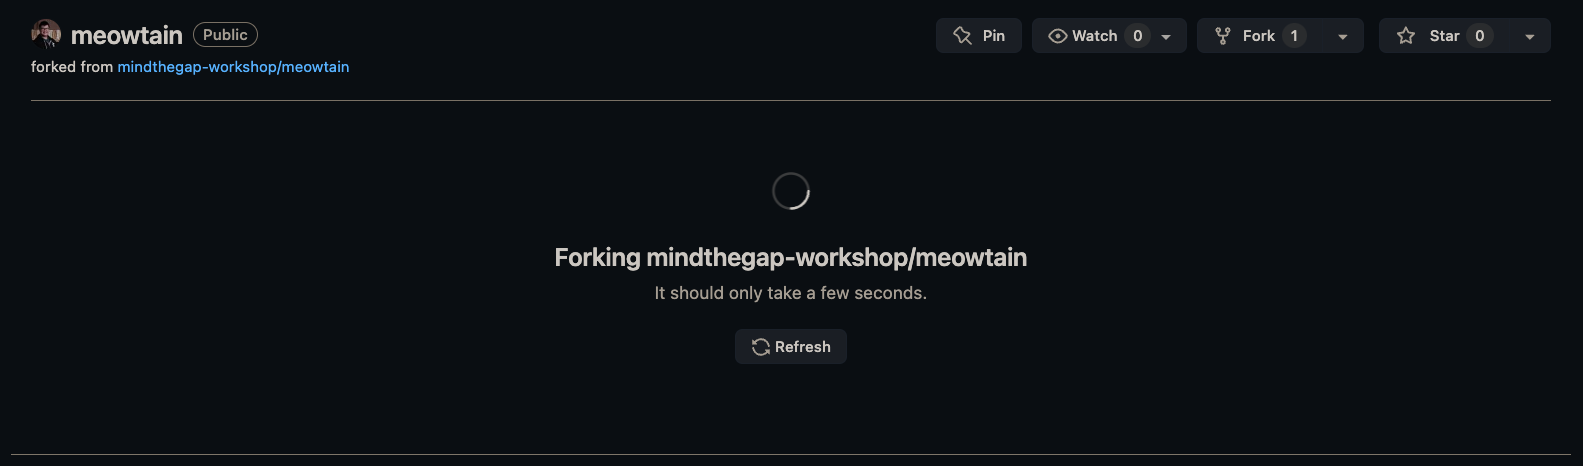 meowtain Public Pin Watch 0 Fork 1 Star 0
forked from mindthegap-workshop/meowtain
Forking mindthegap-workshop/meowtain
It should only take a few seconds.
Refresh